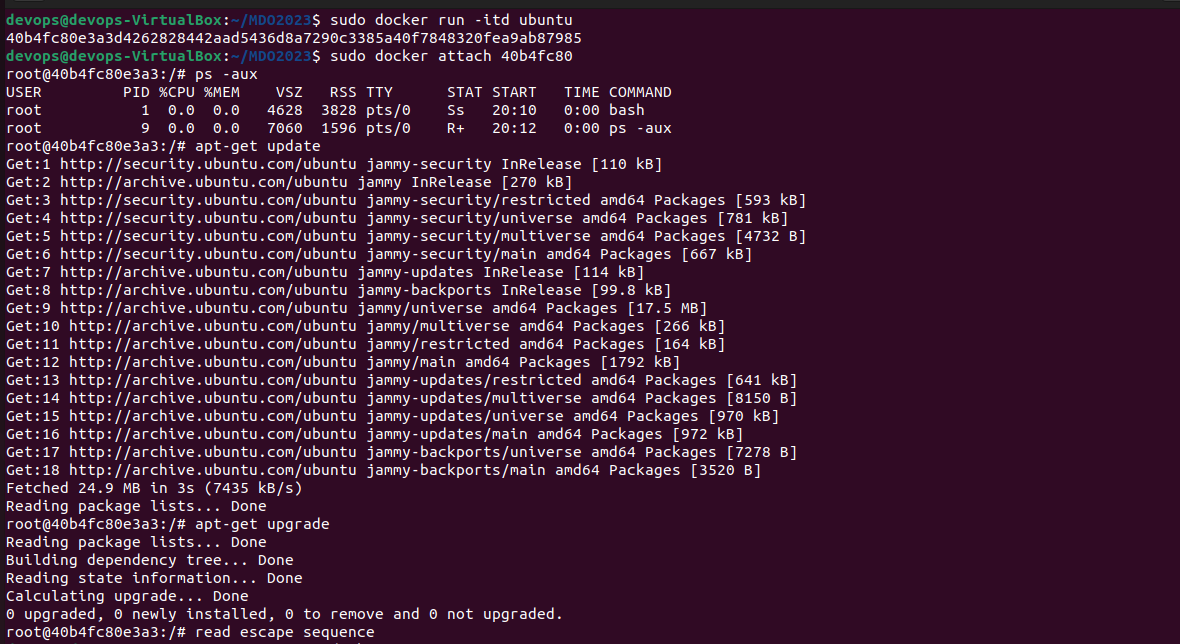 devops@devops-VirtualBox:~/MDO2023$ sudo docker run -itd ubuntu
40b4fc80e3a3d4262828442aad5436d8a7290c3385a40f7848320fea9ab87985
devops@devops-VirtualBox:~/MDO2023$ sudo docker attach 40b4fc80
root@40b4fc80e3a3:/# ps -aux
USER         PID %CPU %MEM    VSZ   RSS TTY      STAT START   TIME COMMAND
root           1  0.0  0.0   4628  3828 pts/0    Ss   20:10   0:00 bash
root           9  0.0  0.0   7060  1596 pts/0    R+   20:12   0:00 ps -aux
root@40b4fc80e3a3:/# apt-get update
Get:1 http://security.ubuntu.com/ubuntu jammy-security InRelease [110 kB]
Get:2 http://archive.ubuntu.com/ubuntu jammy InRelease [270 kB]
Get:3 http://security.ubuntu.com/ubuntu jammy-security/restricted amd64 Packages [593 kB]
Get:4 http://security.ubuntu.com/ubuntu jammy-security/universe amd64 Packages [781 kB]
Get:5 http://security.ubuntu.com/ubuntu jammy-security/multiverse amd64 Packages [4732 B]
Get:6 http://security.ubuntu.com/ubuntu jammy-security/main amd64 Packages [667 kB]
Get:7 http://archive.ubuntu.com/ubuntu jammy-updates InRelease [114 kB]
Get:8 http://archive.ubuntu.com/ubuntu jammy-backports InRelease [99.8 kB]
Get:9 http://archive.ubuntu.com/ubuntu jammy/universe amd64 Packages [17.5 MB]
Get:10 http://archive.ubuntu.com/ubuntu jammy/multiverse amd64 Packages [266 kB]
Get:11 http://archive.ubuntu.com/ubuntu jammy/restricted amd64 Packages [164 kB]
Get:12 http://archive.ubuntu.com/ubuntu jammy/main amd64 Packages [1792 kB]
Get:13 http://archive.ubuntu.com/ubuntu jammy-updates/restricted amd64 Packages [641 kB]
Get:14 http://archive.ubuntu.com/ubuntu jammy-updates/multiverse amd64 Packages [8150 B]
Get:15 http://archive.ubuntu.com/ubuntu jammy-updates/universe amd64 Packages [970 kB]
Get:16 http://archive.ubuntu.com/ubuntu jammy-updates/main amd64 Packages [972 kB]
Get:17 http://archive.ubuntu.com/ubuntu jammy-backports/universe amd64 Packages [7278 B]
Get:18 http://archive.ubuntu.com/ubuntu jammy-backports/main amd64 Packages [3520 B]
Fetched 24.9 MB in 3s (7435 kB/s)
Reading package lists... Done
root@40b4fc80e3a3:/# apt-get upgrade
Reading package lists... Done
Building dependency tree... Done
Reading state information... Done
Calculating upgrade... Done
0 upgraded, 0 newly installed, 0 to remove and 0 not upgraded.
root@40b4fc80e3a3:/# read escape sequence